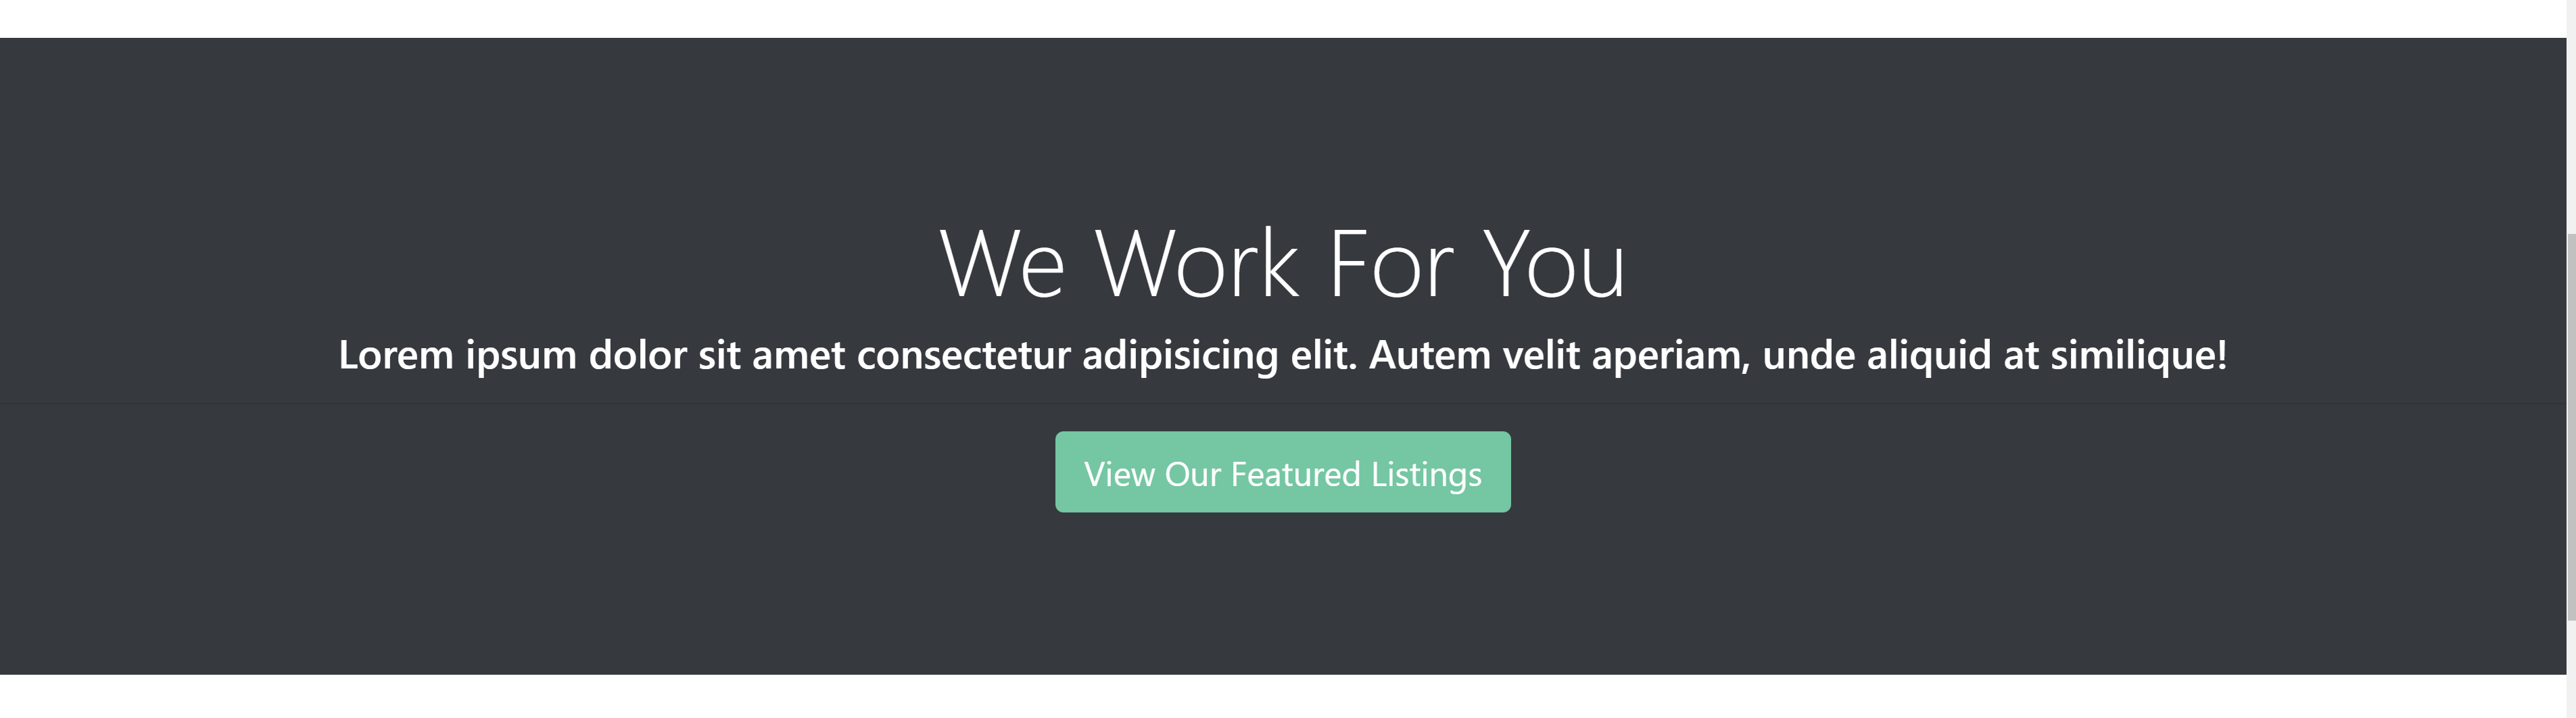 We Work For You
Lorem ipsum dolor sit amet consectetur adipisicing elit. Autem velit aperiam, unde aliquid at similique!
View Our Featured Listings